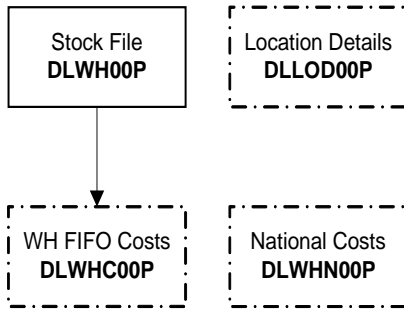 Stock File
DLWH00P
Location Details
DLLOD00P
WH FIFO Costs
DLWHC00P
National Costs
DLWHN00P